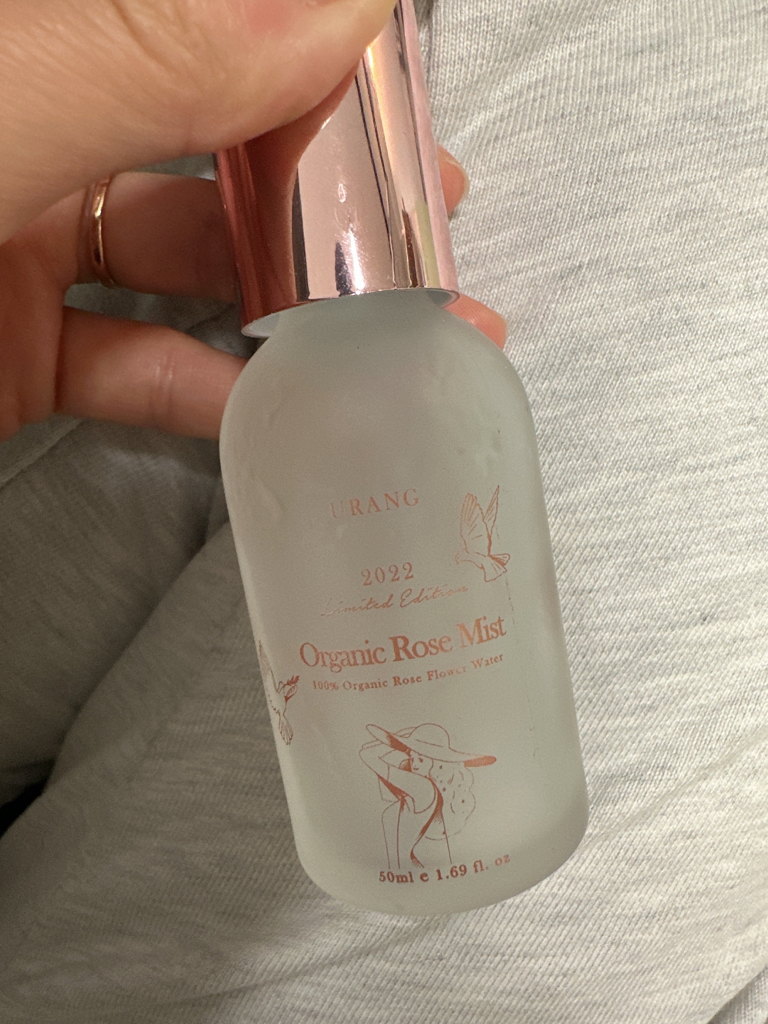 URANG
2022
Limited Edition
Organic Rose Mist
100% Organic Rose Flower Water
50ml e 1.69 fl. oz